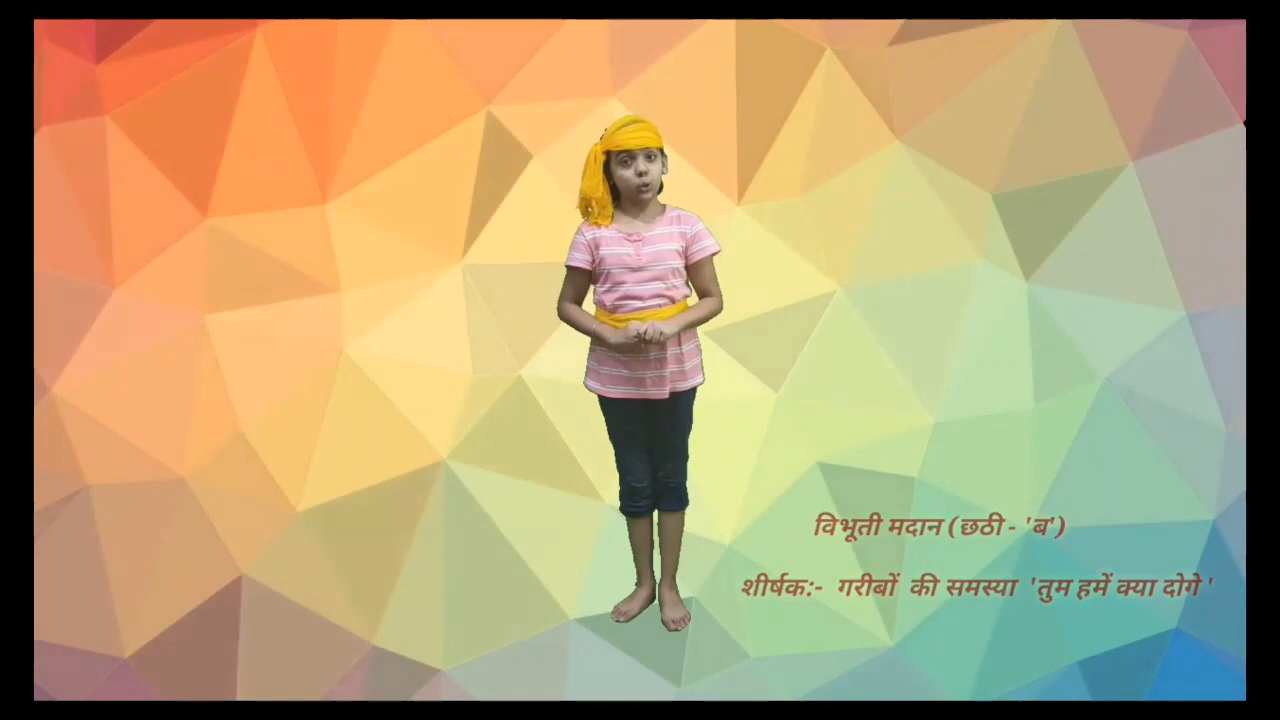 विभूती मदान (छठी - 'ब')
शीर्षक:- गरीबों की समस्या 'तुम हमें क्या दोगे '